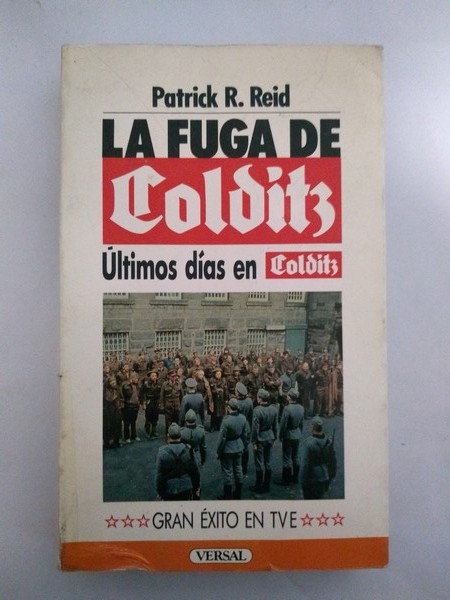 Patrick R. Reid
LA FUGA DE
Colditz
Últimos días en Colditz
☆☆☆GRAN ÉXITO EN TVE☆☆☆
VERSAL